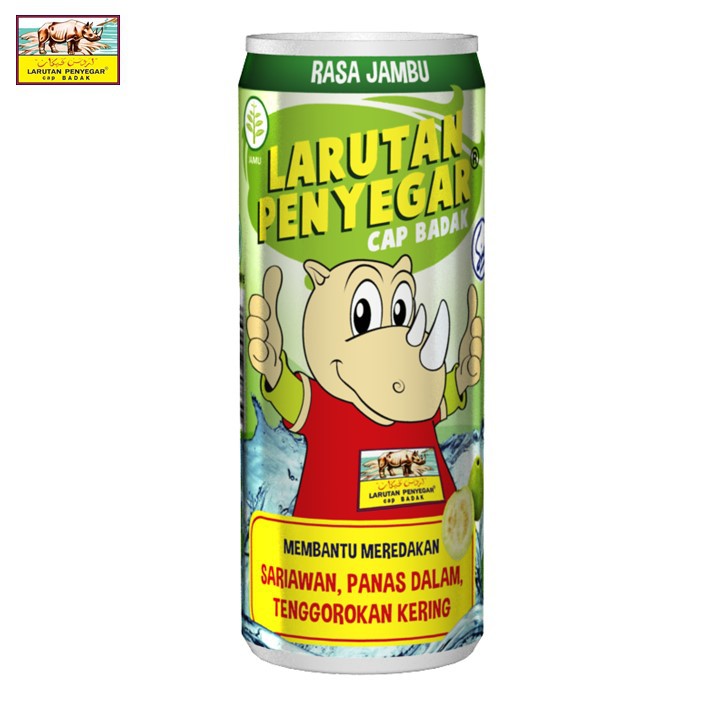 LARUTAN PENYEGAR®
cap BADAK
RASA JAMBU
JAMU
LARUTAN
PENYEGAR®
CAP BADAK
LARUTAN PENYEGAR®
cap BADAK
MEMBANTU MEREDAKAN
SARIAWAN, PANAS DALAM,
TENGGOROKAN KERING